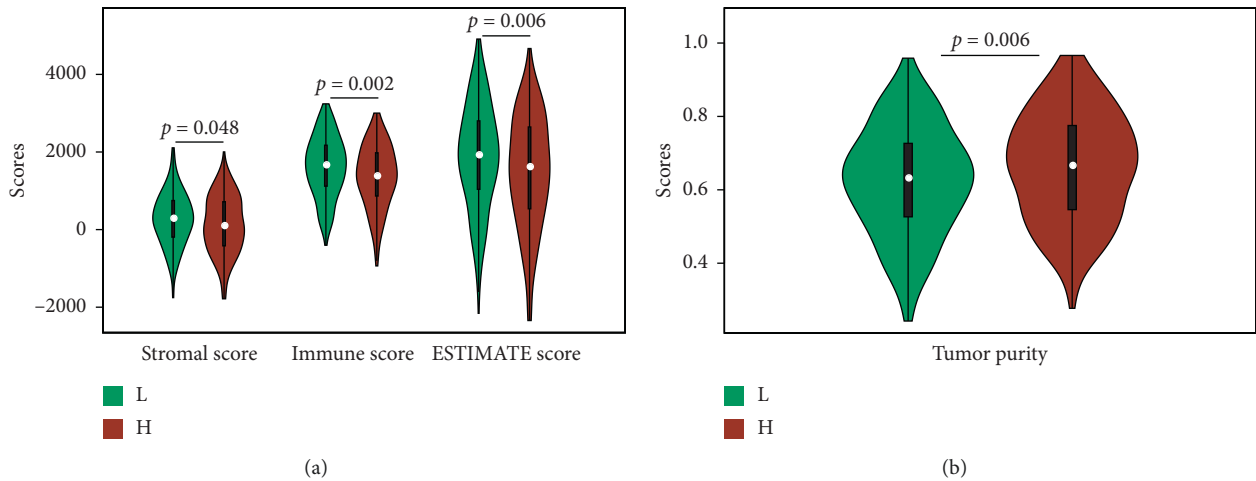 p = 0.006
p = 0.002
p = 0.048
4000
2000
0
–2000
Scores
Stromal score
Immune score
ESTIMATE score
L
H
(a)
p = 0.006
1.0
0.8
0.6
0.4
Scores
Tumor purity
L
H
(b)